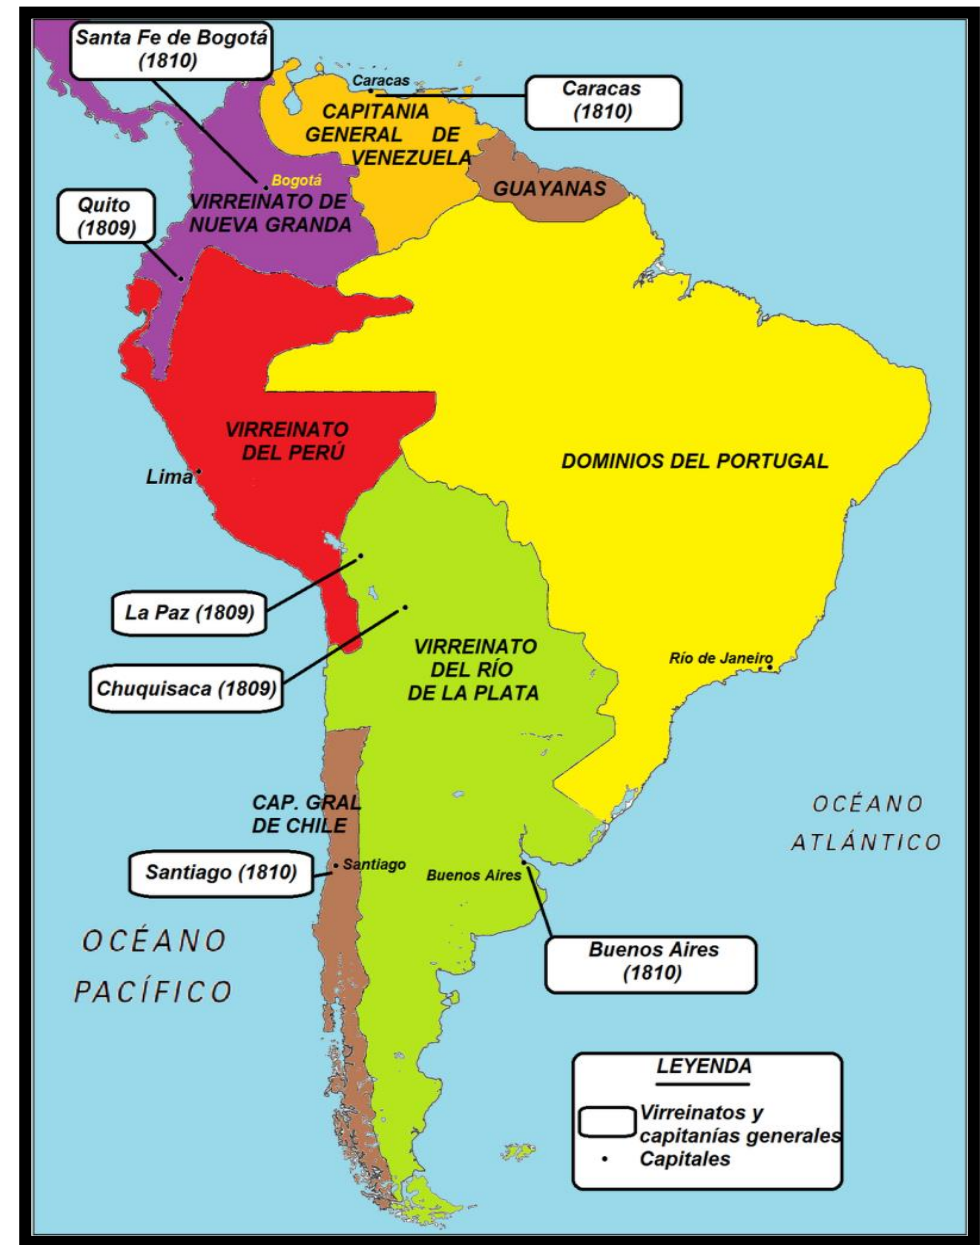 Santa Fe de Bogotá
(1810)
Caracas
Caracas
(1810)
CAPITANIA
GENERAL DE
VENEZUELA
GUAYANAS
Bogotá
Quito
(1809)
VIRREINATO DE
NUEVA GRANDA
VIRREINATO
DEL PERÚ
Lima
DOMINIOS DEL PORTUGAL
La Paz (1809)
Chuquisaca (1809)
VIRREINATO
DEL RÍO
DE LA PLATA
Río de Janeiro
CAP. GRAL
DE CHILE
Santiago (1810)
Santiago
Buenos Aires
OCÉANO
ATLÁNTICO
OCÉANO
PACÍFICO
Buenos Aires
(1810)
LEYENDA
Virreinatos y
capitanías generales
Capitales